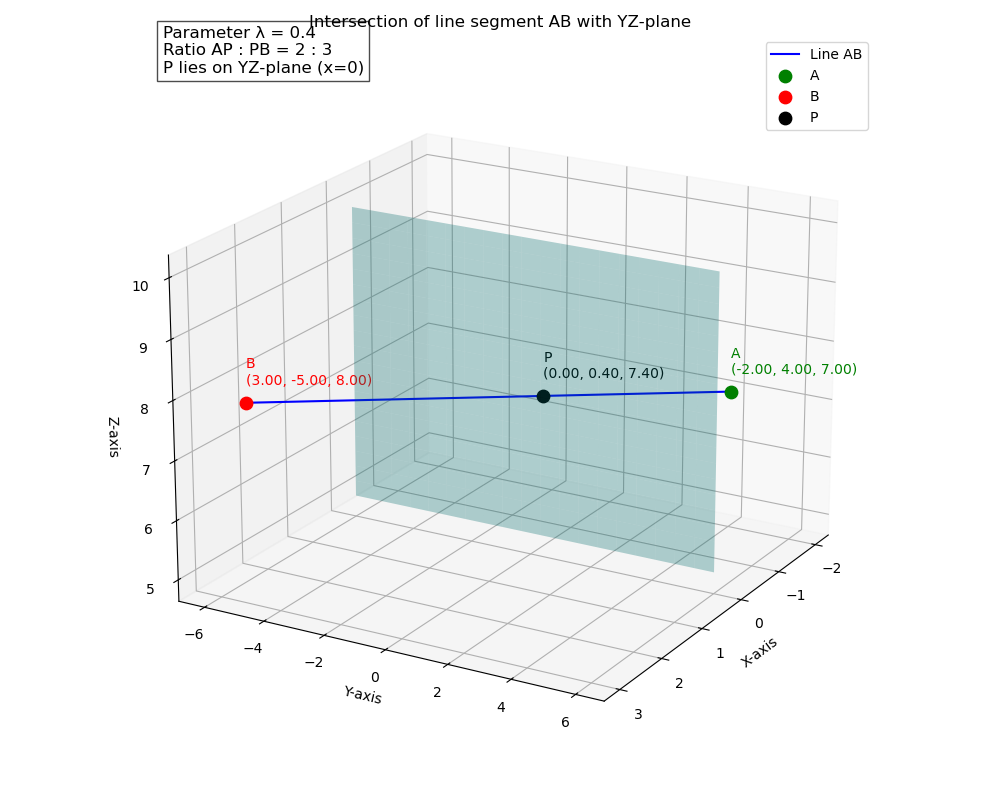 Intersection of line segment AB with YZ-plane
Parameter λ = 0.4
Ratio AP : PB = 2 : 3
P lies on YZ-plane (x=0)
Line AB
A
B
P
B
(3.00, -5.00, 8.00)
P
(0.00, 0.40, 7.40)
A
(-2.00, 4.00, 7.00)
Z-axis
10
9
8
7
6
5
−6
−4
−2
0
2
4
6
Y-axis
−2
−1
0
1
2
3
X-axis